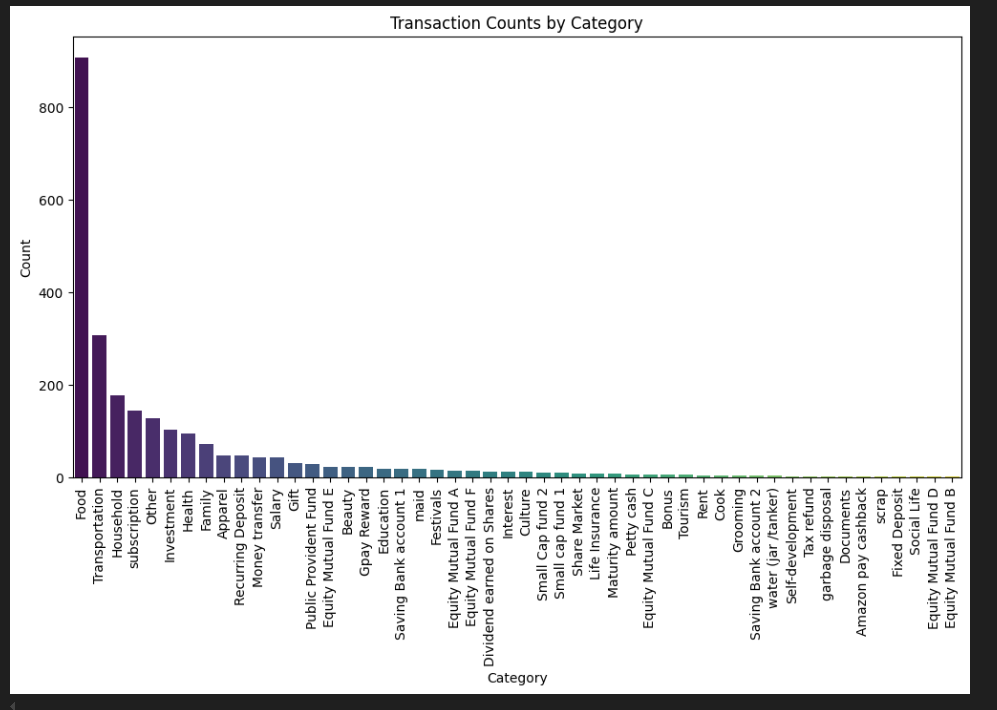 Transaction Counts by Category
Count
800
600
400
200
0
Food
Transportation
Household
subscription
Other
Investment
Health
Family
Apparel
Recurring Deposit
Money transfer
Salary
Gift
Public Provident Fund
Equity Mutual Fund E
Beauty
Gpay Reward
Education
Saving Bank account 1
maid
Festivals
Equity Mutual Fund A
Equity Mutual Fund F
Dividend earned on Shares
Interest
Culture
Small Cap fund 2
Small cap fund 1
Share Market
Life Insurance
Maturity amount
Petty cash
Equity Mutual Fund C
Bonus
Tourism
Rent
Cook
Grooming
Saving Bank account 2
water (jar /tanker)
Self-development
Tax refund
garbage disposal
Documents
Amazon pay cashback
scrap
Fixed Deposit
Social Life
Equity Mutual Fund D
Equity Mutual Fund B
Category